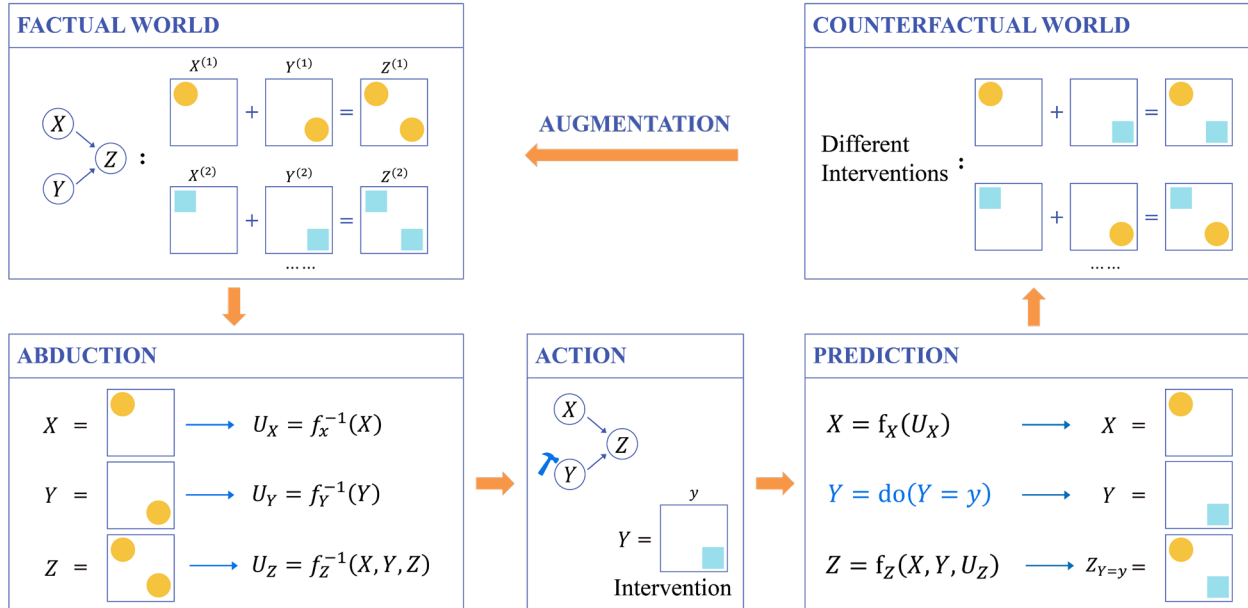 FACTUAL WORLD
X⁽¹⁾ Y⁽¹⁾ Z⁽¹⁾
+ =
X
Z :
Y
X⁽²⁾ Y⁽²⁾ Z⁽²⁾
+ =
... ...
AUGMENTATION
COUNTERFACTUAL WORLD
+ =
Different
Interventions :
+ =
... ...
ABDUCTION
X = U_X = f_x^{-1}(X)
Y = U_Y = f_Y^{-1}(Y)
Z = U_Z = f_Z^{-1}(X, Y, Z)
ACTION
X
Z
Y
y
Y =
Intervention
PREDICTION
X = f_X(U_X) X =
Y = do(Y = y) Y =
Z = f_Z(X, Y, U_Z) Z_{Y=y} =